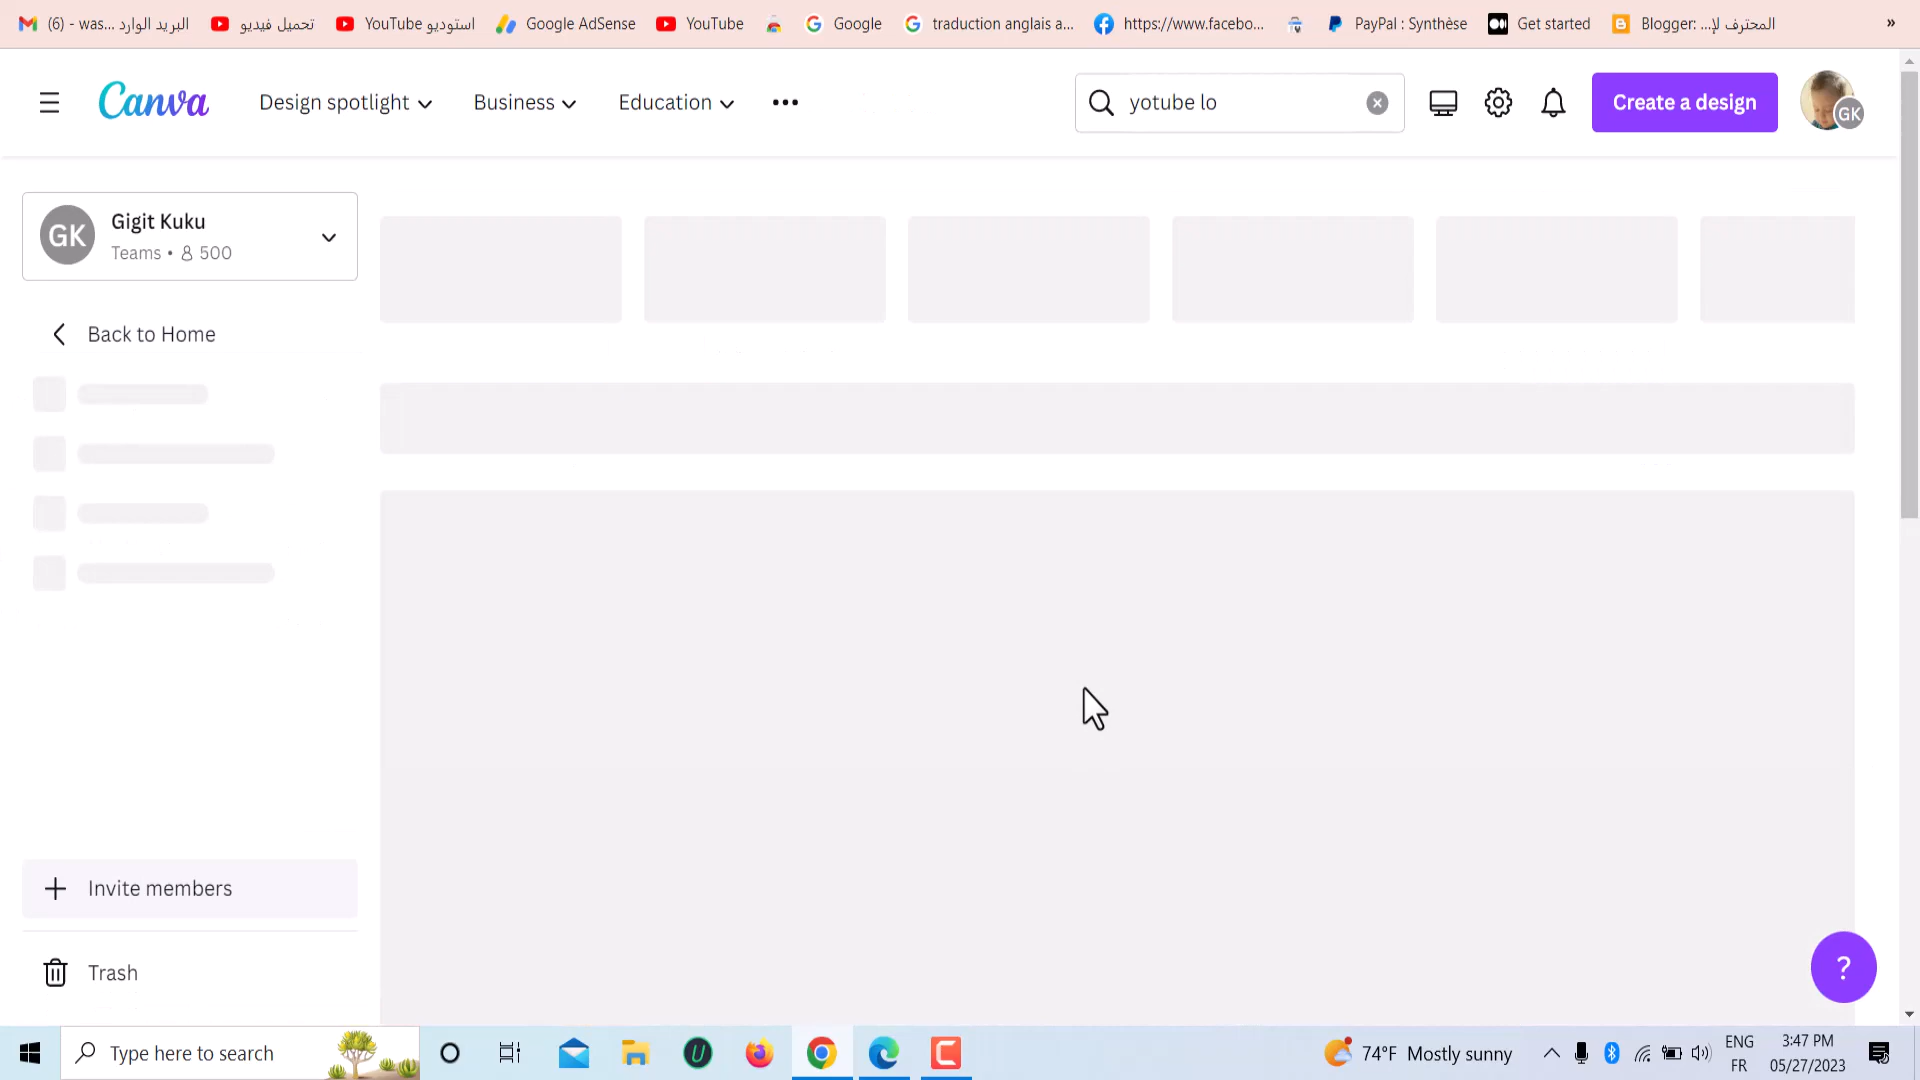 (6) - was... البريد الوارد
تحميل فيديو
YouTube استوديو
Google AdSense
YouTube
Google
traduction anglais a...
https://www.facebo...
PayPal : Synthèse
Get started
Blogger: ...المحترف لإ
»
Canva
Design spotlight
Business
Education
yotube lo
Create a design
GK
GK
Gigit Kuku
Teams • 500
Back to Home
Invite members
Trash
?
Type here to search
74°F Mostly sunny
ENG
FR
3:47 PM
05/27/2023